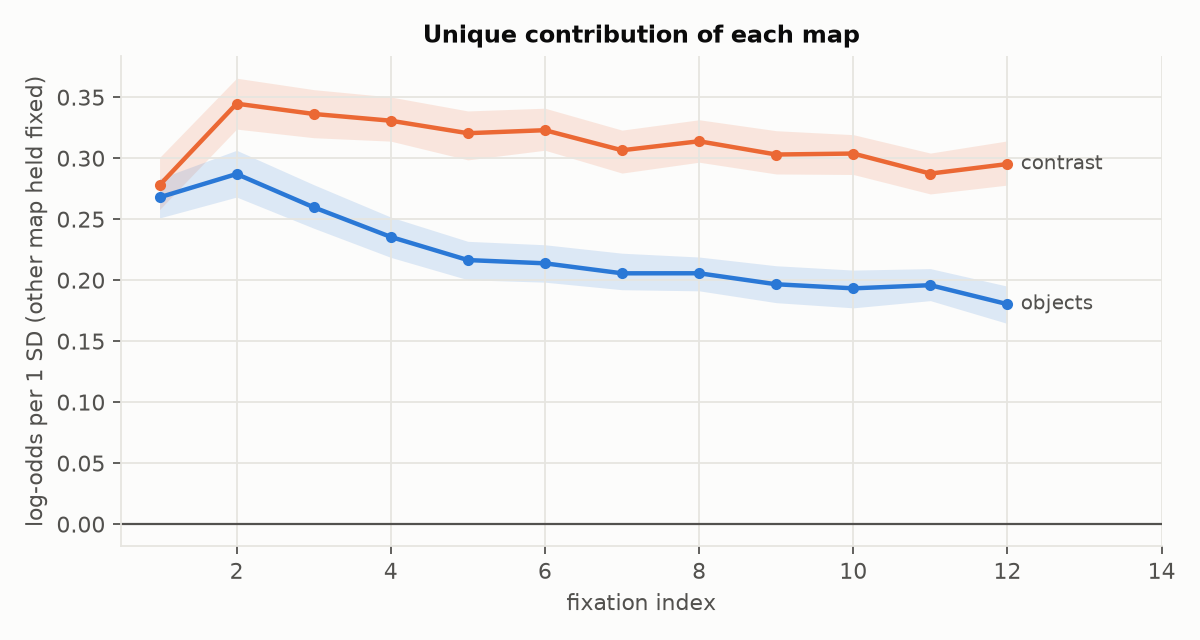 Unique contribution of each map
log-odds per 1 SD (other map held fixed)
0.35
0.30
0.25
0.20
0.15
0.10
0.05
0.00
contrast
objects
2 4 6 8 10 12 14
fixation index